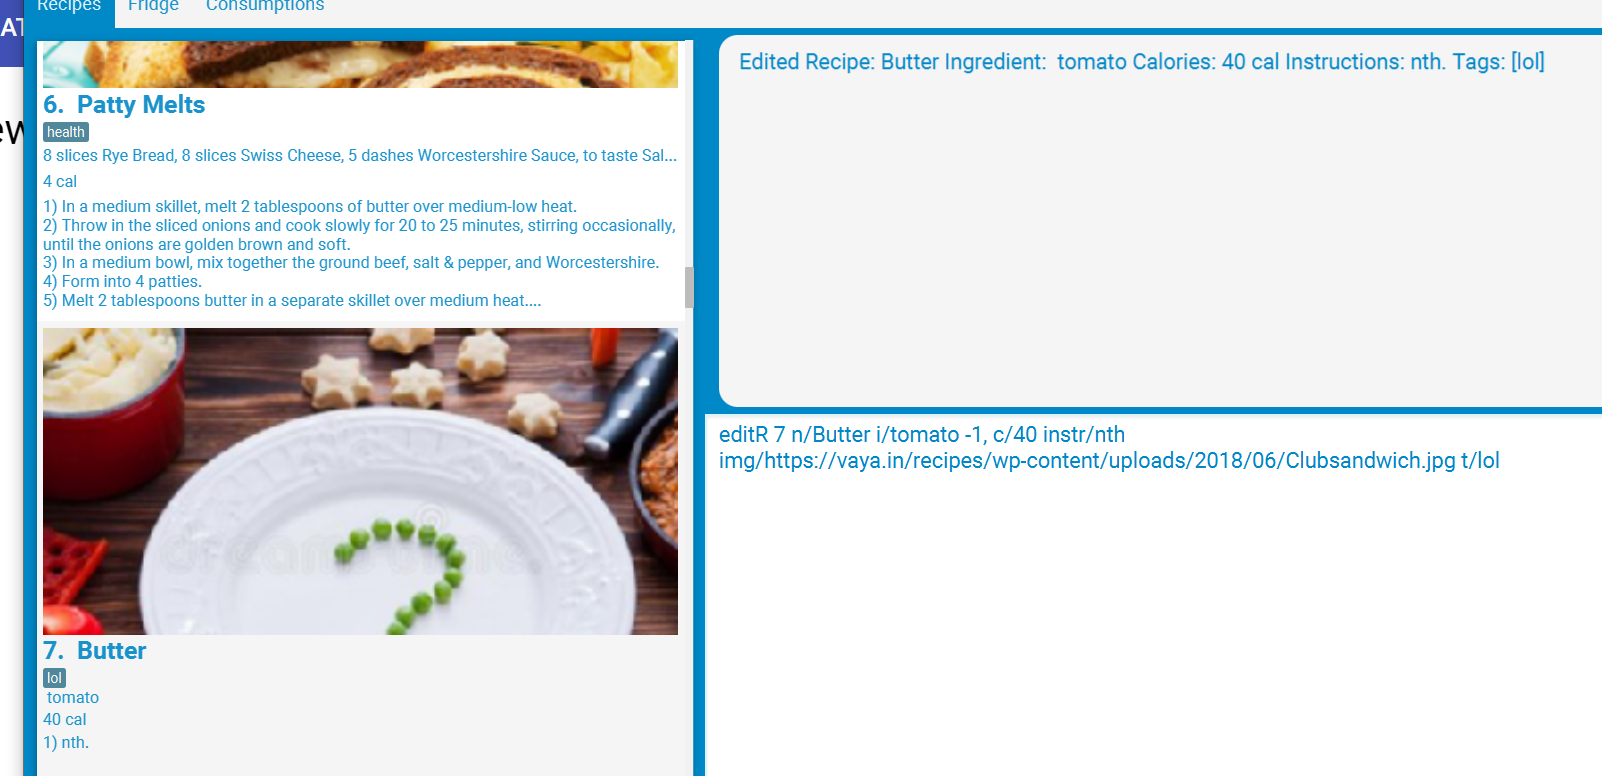 AT
ew
Recipes Fridge Consumptions
6. Patty Melts
health
8 slices Rye Bread, 8 slices Swiss Cheese, 5 dashes Worcestershire Sauce, to taste Sal...
4 cal
1) In a medium skillet, melt 2 tablespoons of butter over medium-low heat.
2) Throw in the sliced onions and cook slowly for 20 to 25 minutes, stirring occasionally,
until the onions are golden brown and soft.
3) In a medium bowl, mix together the ground beef, salt & pepper, and Worcestershire.
4) Form into 4 patties.
5) Melt 2 tablespoons butter in a separate skillet over medium heat....
7. Butter
lol
tomato
40 cal
1) nth.
Edited Recipe: Butter Ingredient:  tomato Calories: 40 cal Instructions: nth. Tags: [lol]
editR 7 n/Butter i/tomato -1, c/40 instr/nth
img/https://vaya.in/recipes/wp-content/uploads/2018/06/Clubsandwich.jpg t/lol